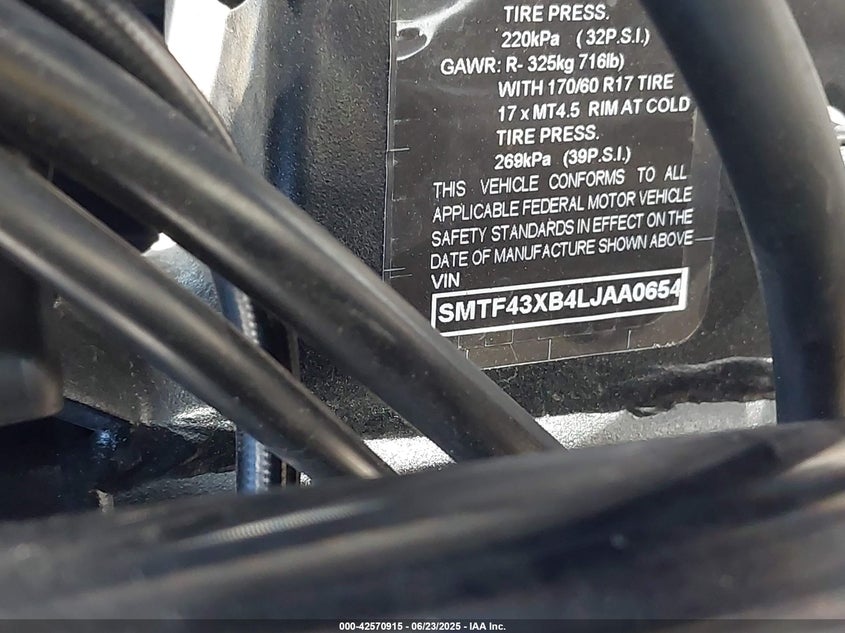 TIRE PRESS.
220kPa (32P.S.I.)
GAWR: R- 325kg 716lb)
WITH 170/60 R17 TIRE
17 x MT4.5 RIM AT COLD
TIRE PRESS.
269kPa (39P.S.I.)
THIS VEHICLE CONFORMS TO ALL
APPLICABLE FEDERAL MOTOR VEHICLE
SAFETY STANDARDS IN EFFECT ON THE
DATE OF MANUFACTURE SHOWN ABOVE
VIN
SMTF43XB4LJAA0654
000-42570915 - 06/23/2025 - IAA Inc.